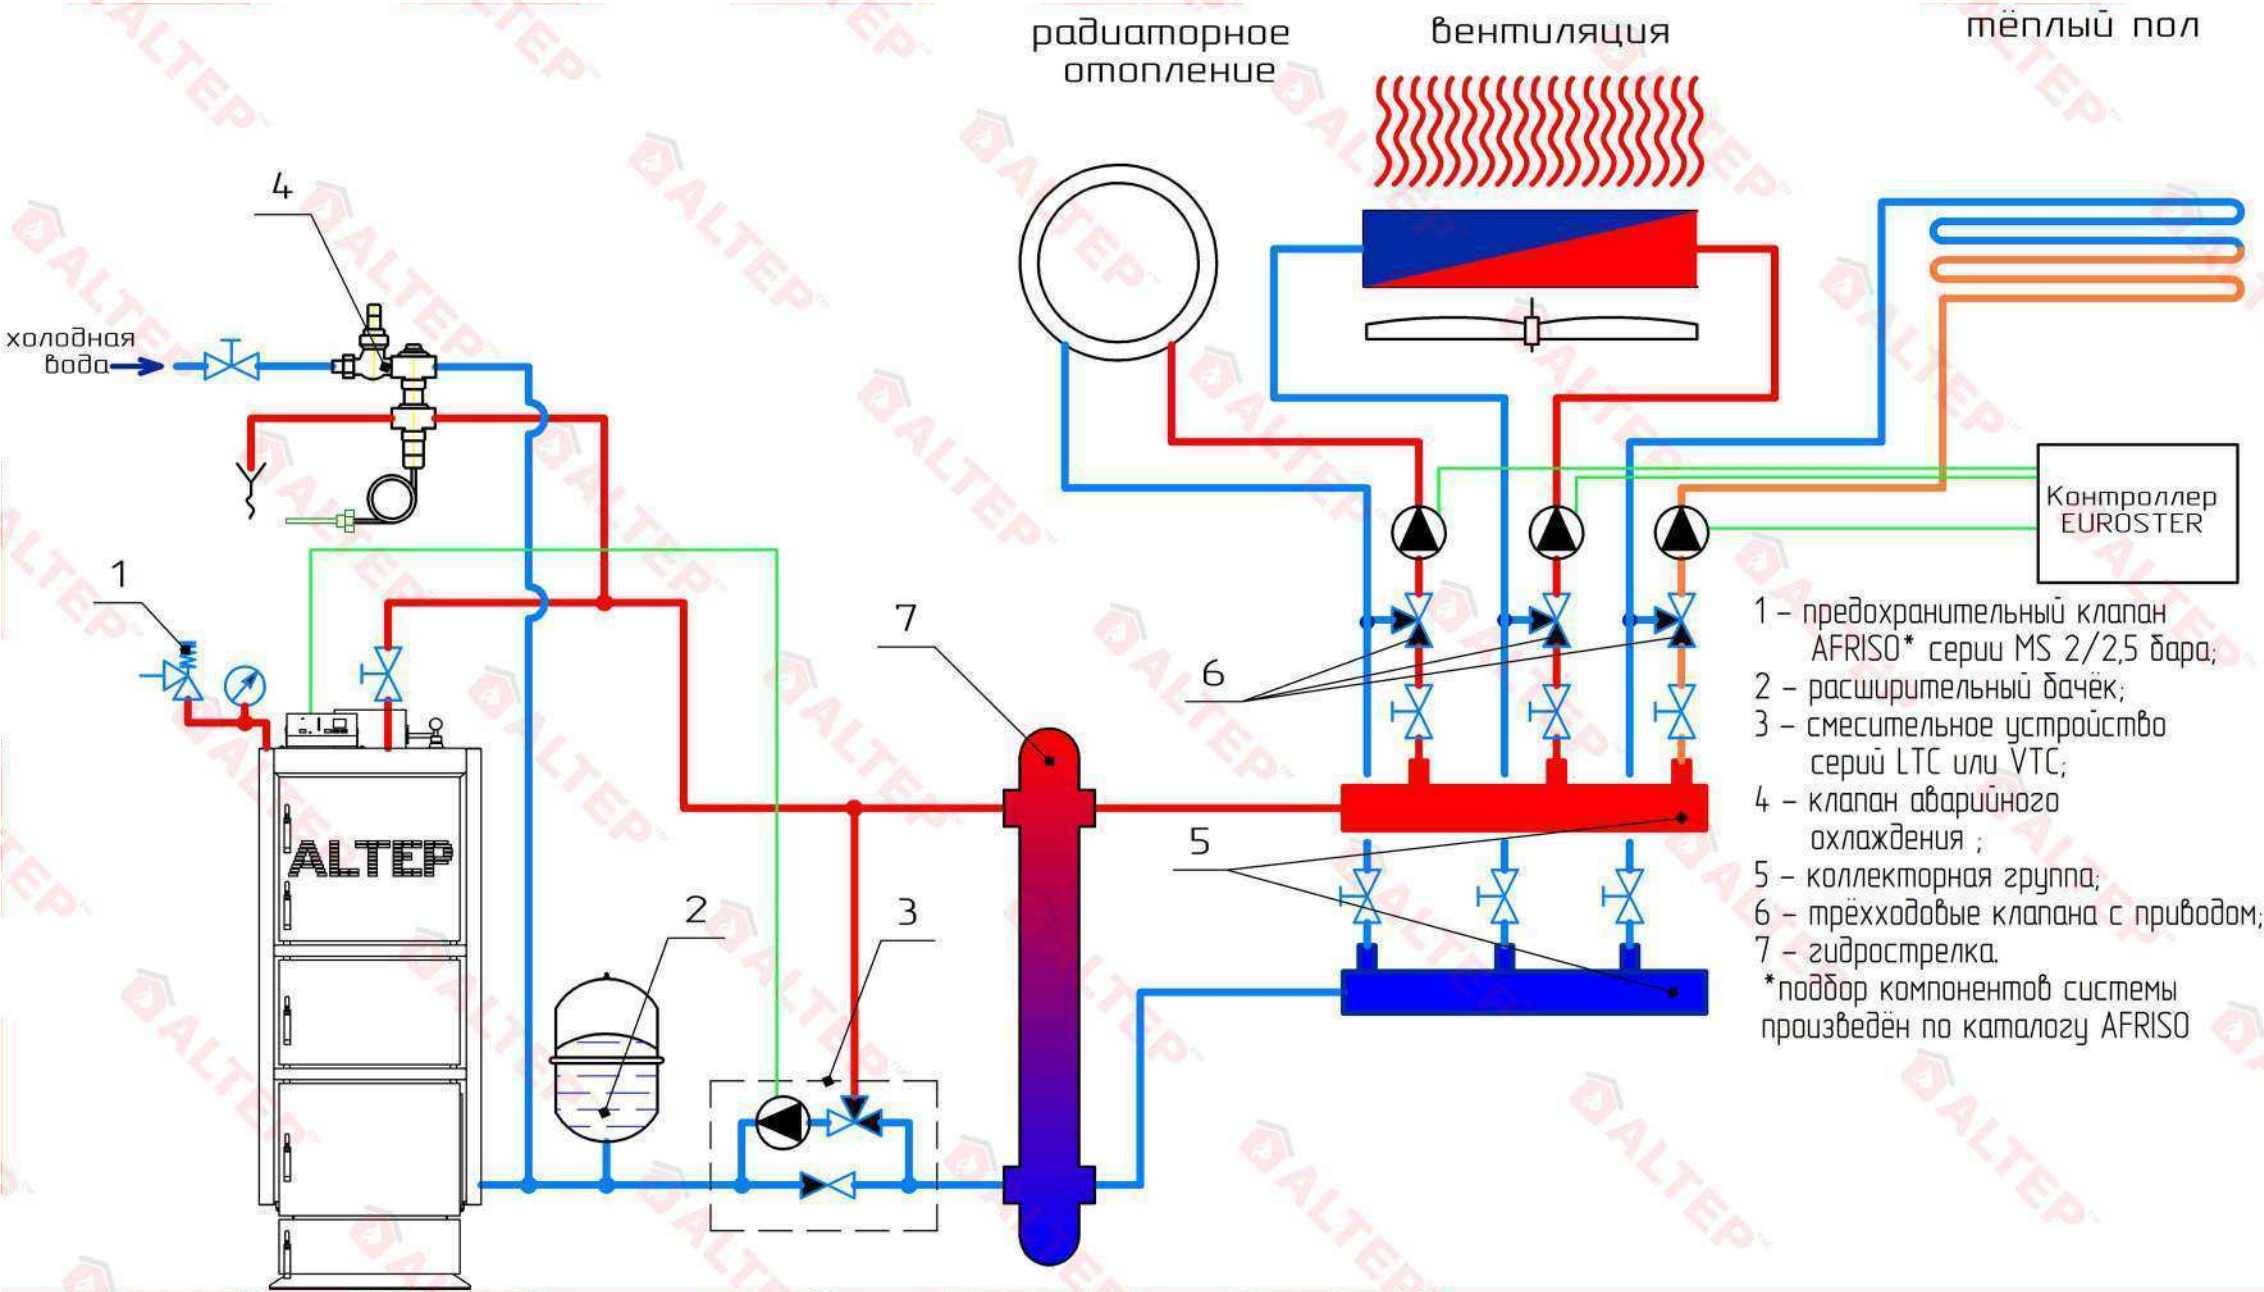 радиаторное
отопление
вентиляция
тёплый пол
4
холодная
вода
1
7
6
5
2
3
ALTEP
Контроллер
EUROSTER
1 – предохранительный клапан
AFRISO* серии MS 2/2,5 бара;
2 – расширительный бачёк;
3 – смесительное устройство
серий LTC или VTC;
4 – клапан аварийного
охлаждения ;
5 – коллекторная группа;
6 – трёхходовые клапана с приводом;
7 – гидрострелка.
*подбор компонентов системы
произведён по каталогу AFRISO